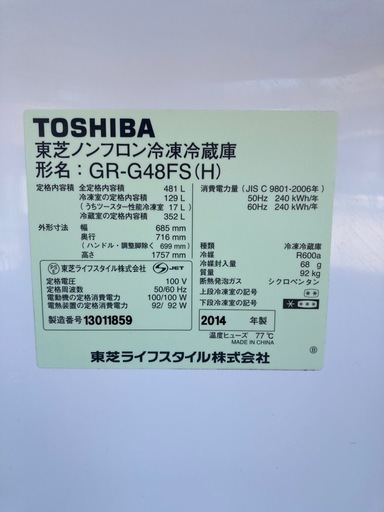 TOSHIBA
東芝ノンフロン冷凍冷蔵庫
形名：GR-G48FS(H)
定格内容積 全定格内容積 481 L
冷凍室の定格内容積 129 L
(うちツースター性能冷凍室 17 L)
冷蔵室の定格内容積 352 L
外形寸法 幅 685 mm
奥行 716 mm
(ハンドル・調整脚除く 699 mm)
高さ 1757 mm
消費電力量 (JIS C 9801-2006年)
50Hz 240 kWh/年
60Hz 240 kWh/年
種類 冷凍冷蔵庫
冷媒 R600a
冷媒封入量 68 g
質量 92 kg
断熱発泡ガス シクロペンタン
上段冷凍室の記号 ***
下段冷凍室の記号 ****
東芝ライフスタイル株式会社 S-JET
定格電圧 100 V
定格周波数 50/60 Hz
電動機の定格消費電力 100/100 W
電熱装置の定格消費電力 92/ 92 W
製造番号 13011859
2014 年製
温度ヒューズ 77℃
MADE IN CHINA
東芝ライフスタイル株式会社
Ⓑ